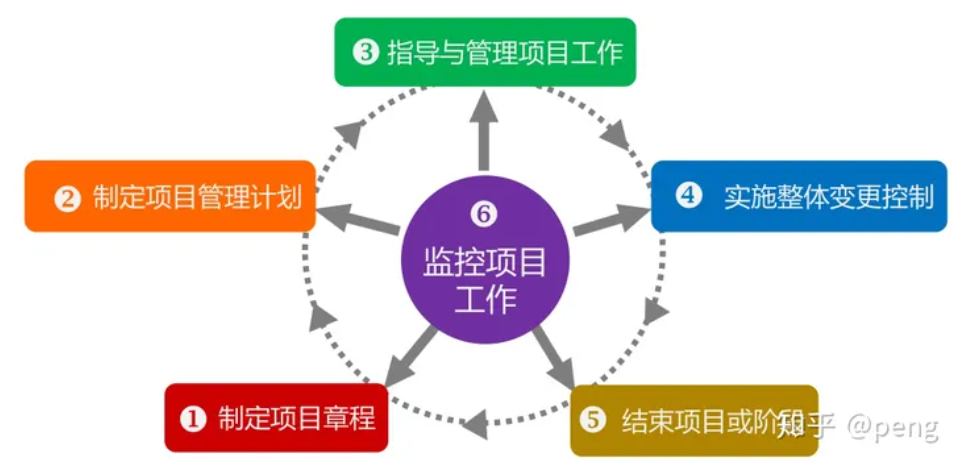 ❸ 指导与管理项目工作
❷ 制定项目管理计划
❹ 实施整体变更控制
❻
监控项目
工作
❶ 制定项目章程
❺ 结束项目或阶段
知乎 @peng